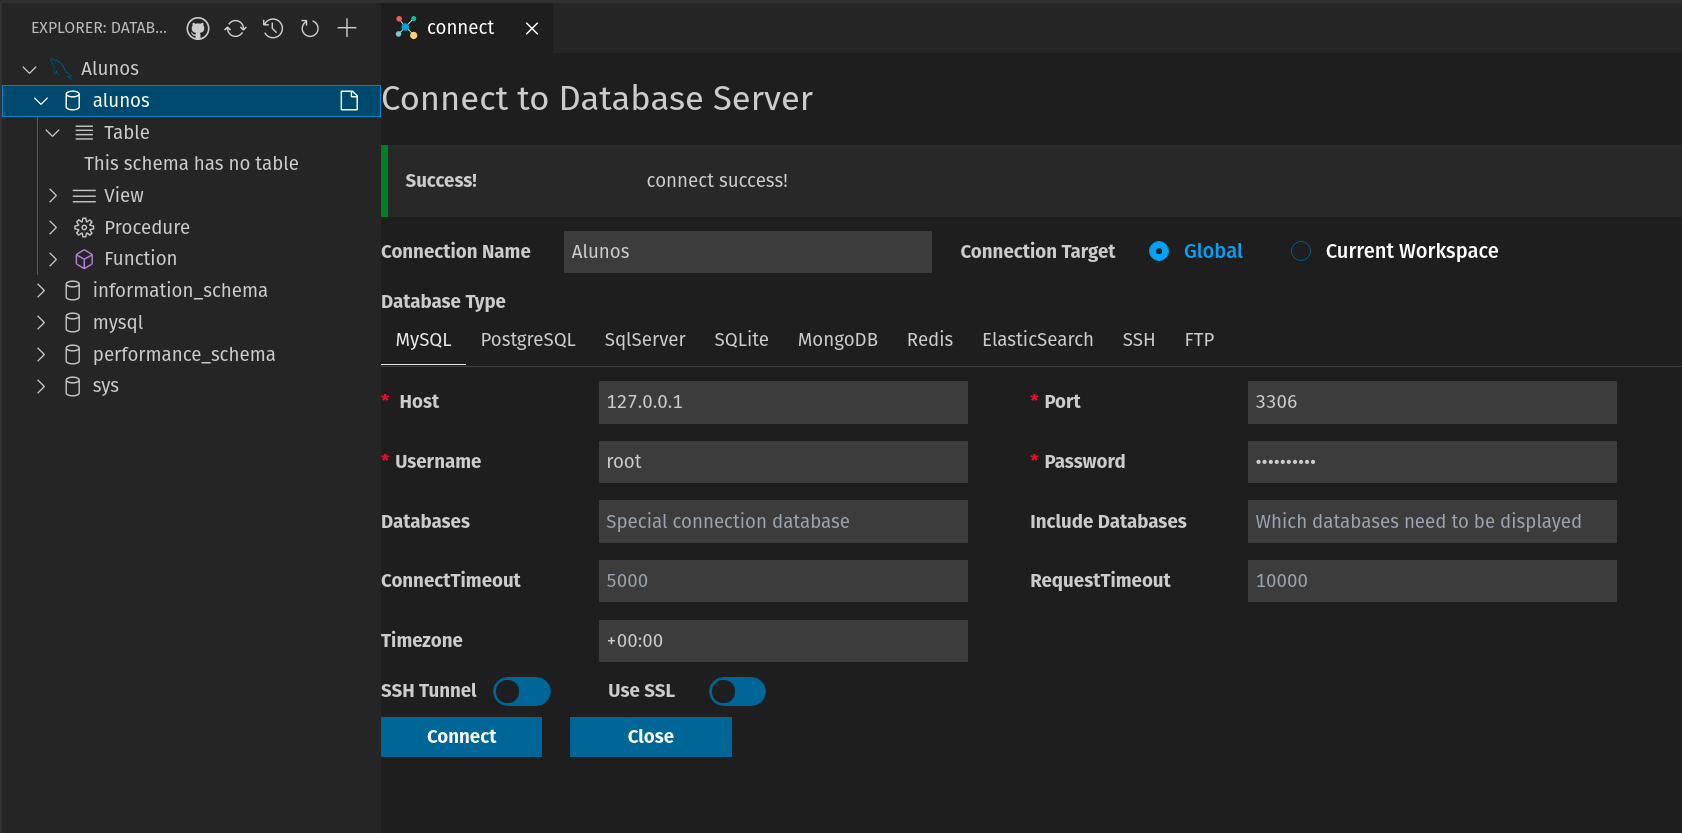 EXPLORER: DATAB...
Alunos
alunos
Table
This schema has no table
View
Procedure
Function
information_schema
mysql
performance_schema
sys
connect
Connect to Database Server
Success! connect success!
Connection Name Alunos Connection Target Global Current Workspace
Database Type
MySQL PostgreSQL SqlServer SQLite MongoDB Redis ElasticSearch SSH FTP
* Host 127.0.0.1 * Port 3306
* Username root * Password ••••••••••
Databases Special connection database Include Databases Which databases need to be displayed
ConnectTimeout 5000 RequestTimeout 10000
Timezone +00:00
SSH Tunnel Use SSL
Connect Close